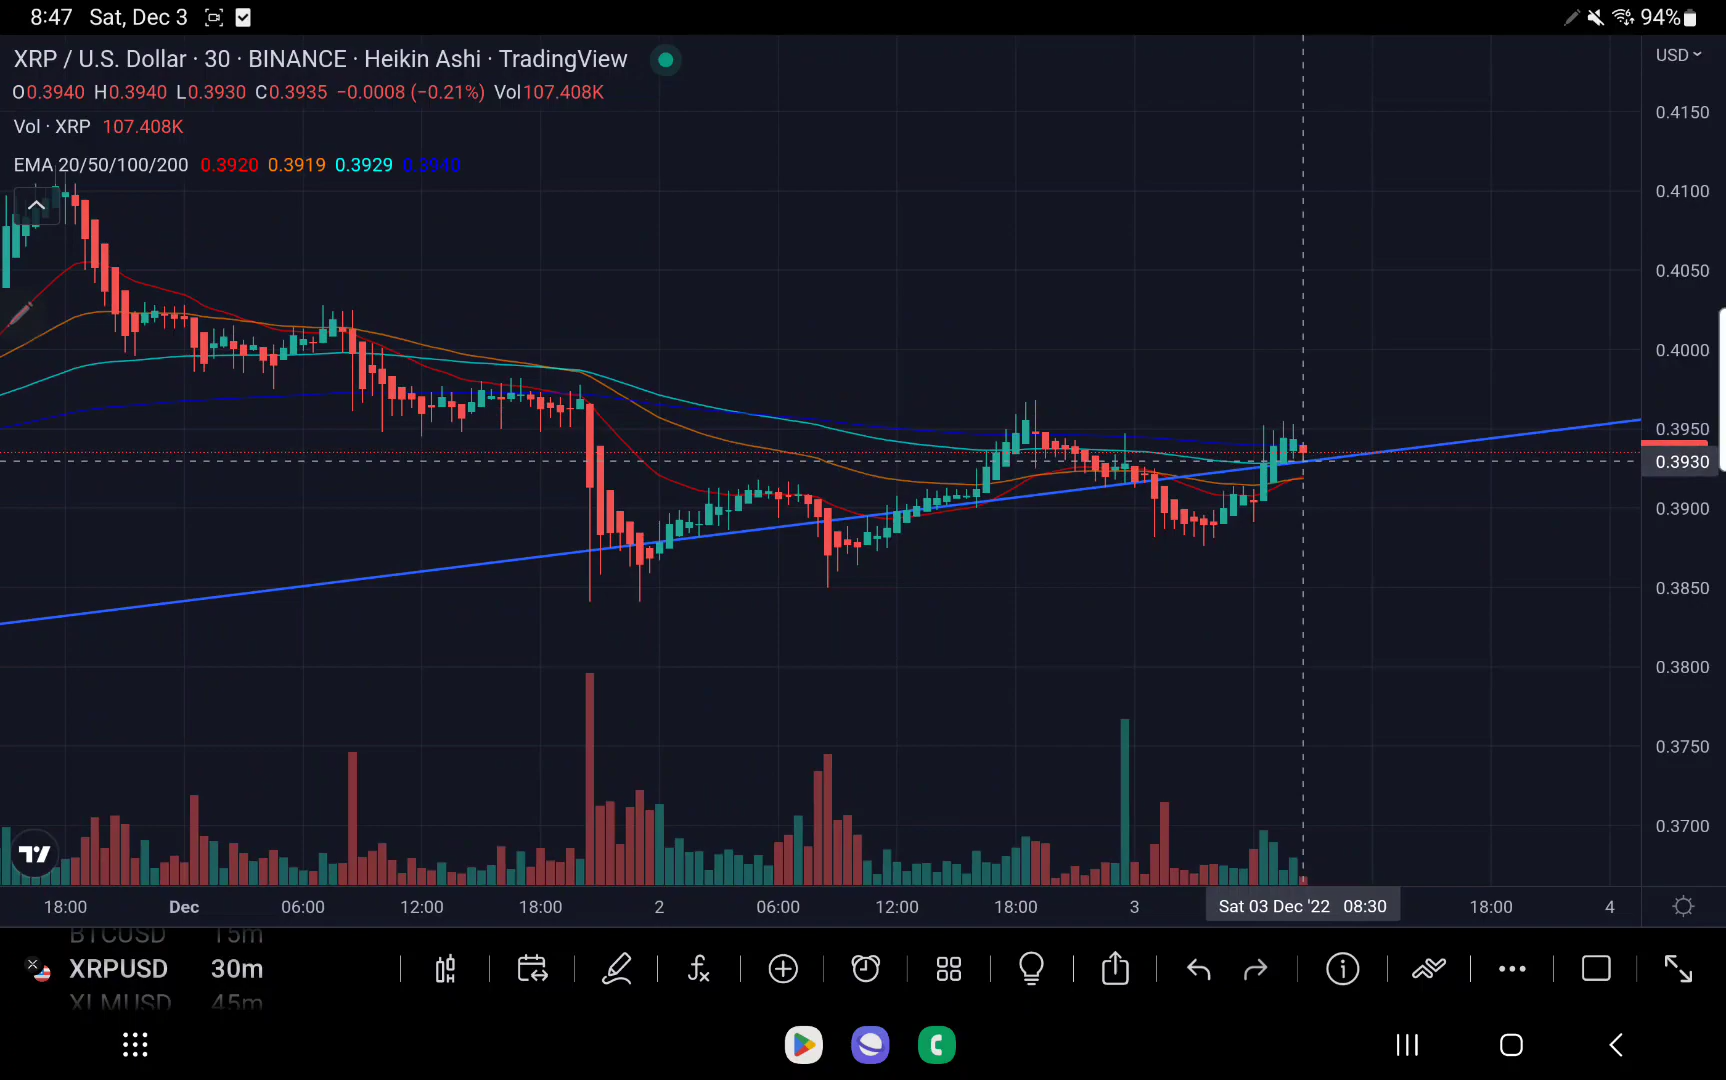 8:47 Sat, Dec 3 94%
XRP / U.S. Dollar · 30 · BINANCE · Heikin Ashi · TradingView
USD
O0.3940 H0.3940 L0.3930 C0.3935 −0.0008 (−0.21%) Vol107.408K
Vol · XRP 107.408K
EMA 20/50/100/200 0.3920 0.3919 0.3929 0.3940
0.4150
0.4100
0.4050
0.4000
0.3950
0.3930
0.3900
0.3850
0.3800
0.3750
0.3700
18:00 Dec 06:00 12:00 18:00 2 06:00 12:00 18:00 3 Sat 03 Dec '22 08:30 18:00 4
BTCUSD 15m
XRPUSD 30m
XLMUSD 45m